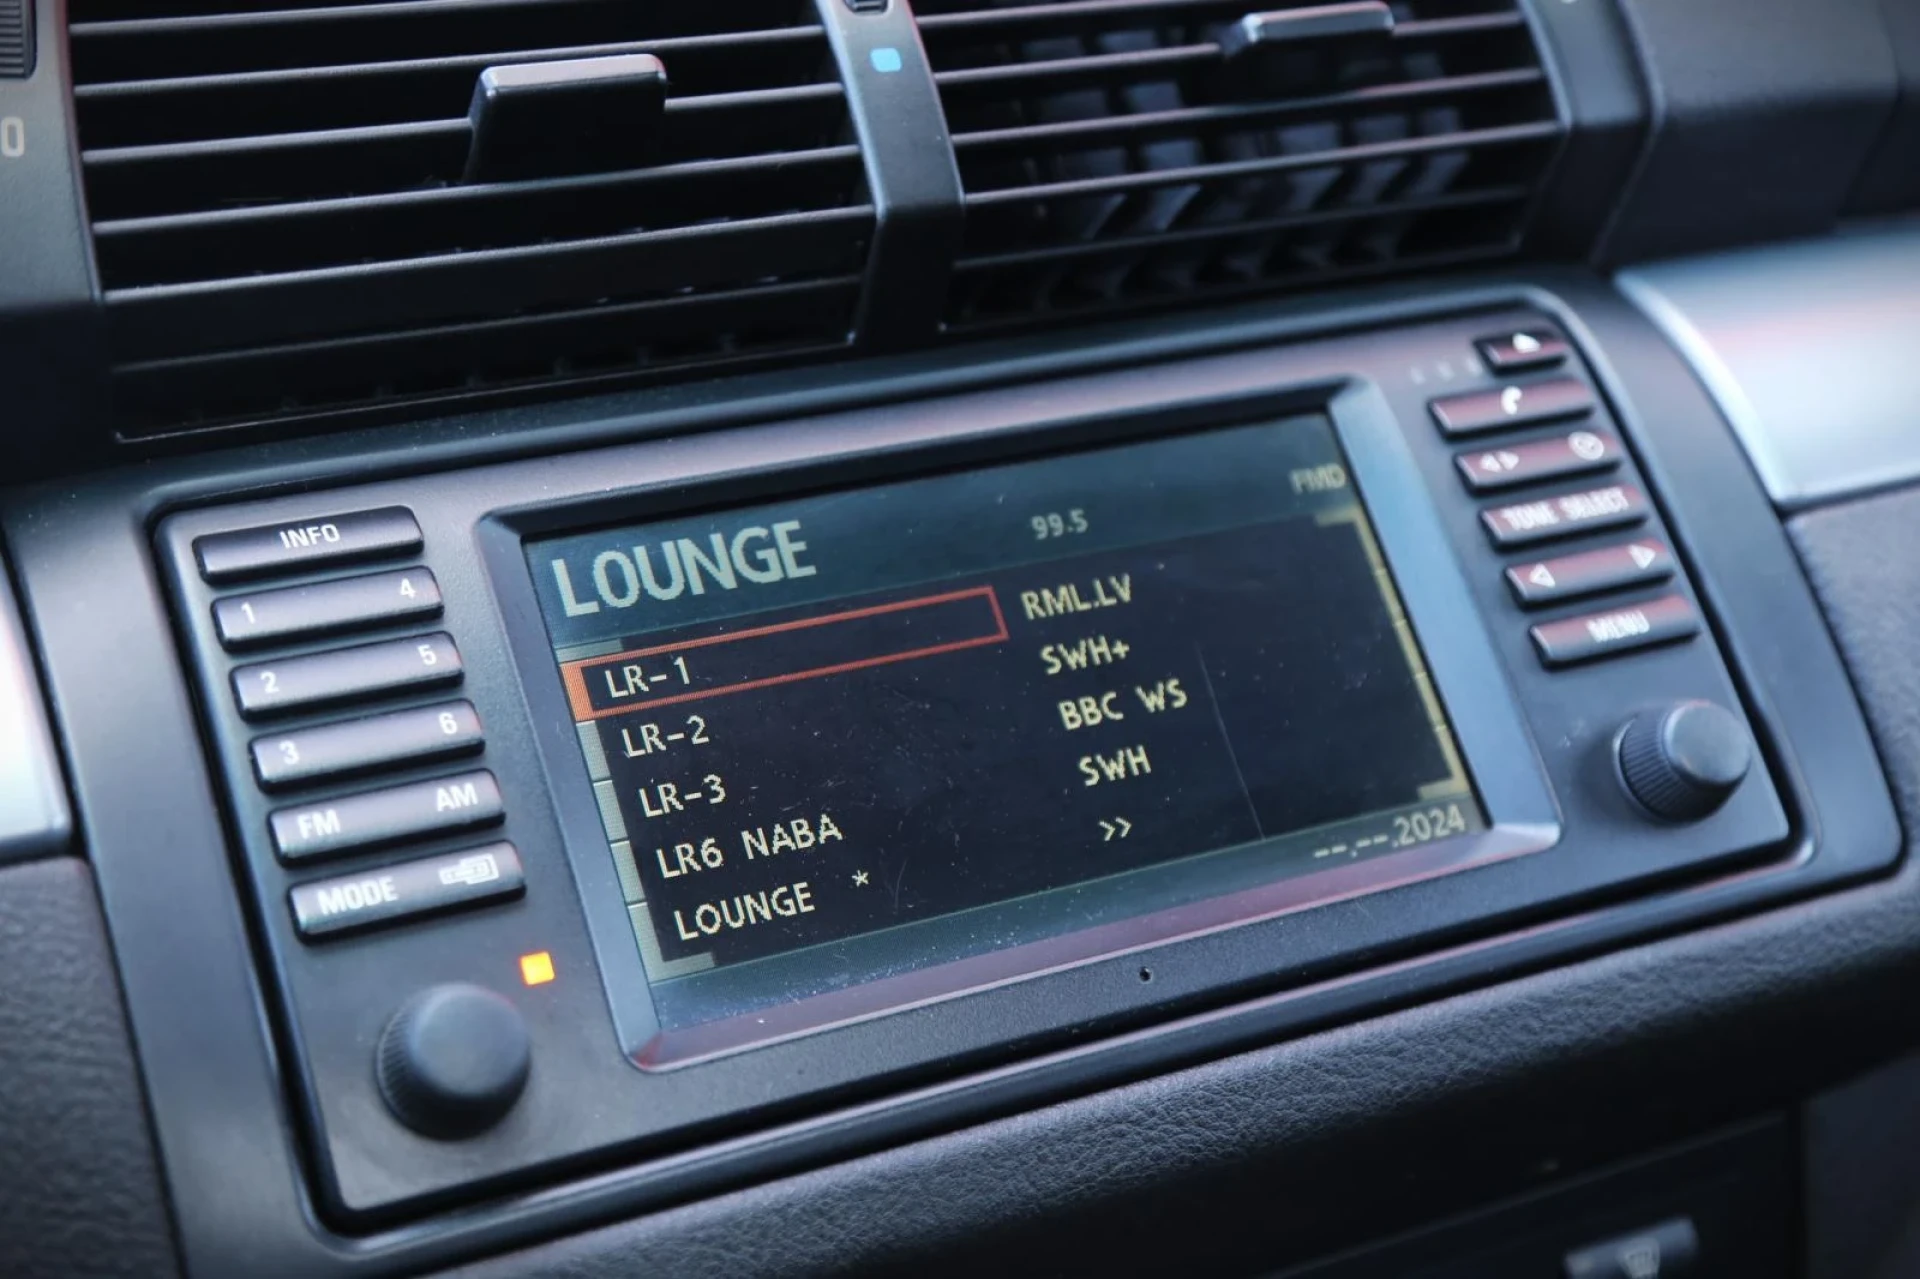 0
INFO
1 4
2 5
3 6
FM AM
MODE
LOUNGE 99.5 FMD
LR-1 RML.LV
LR-2 SWH+
LR-3 BBC WS
LR6 NABA SWH
LOUNGE * >>
--.--.2024
TONE SELECT
MENU